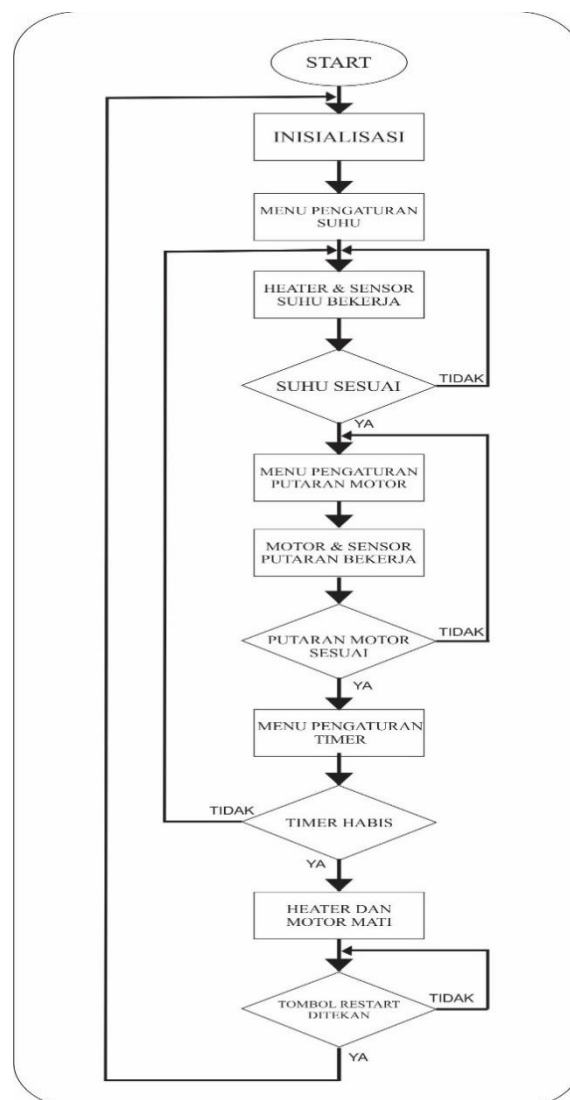 START
INISIALISASI
MENU PENGATURAN
SUHU
HEATER & SENSOR
SUHU BEKERJA
SUHU SESUAI
TIDAK
YA
MENU PENGATURAN
PUTARAN MOTOR
MOTOR & SENSOR
PUTARAN BEKERJA
PUTARAN MOTOR
SESUAI
TIDAK
YA
MENU PENGATURAN
TIMER
TIDAK
TIMER HABIS
YA
HEATER DAN
MOTOR MATI
TOMBOL RESTART
DITEKAN
TIDAK
YA